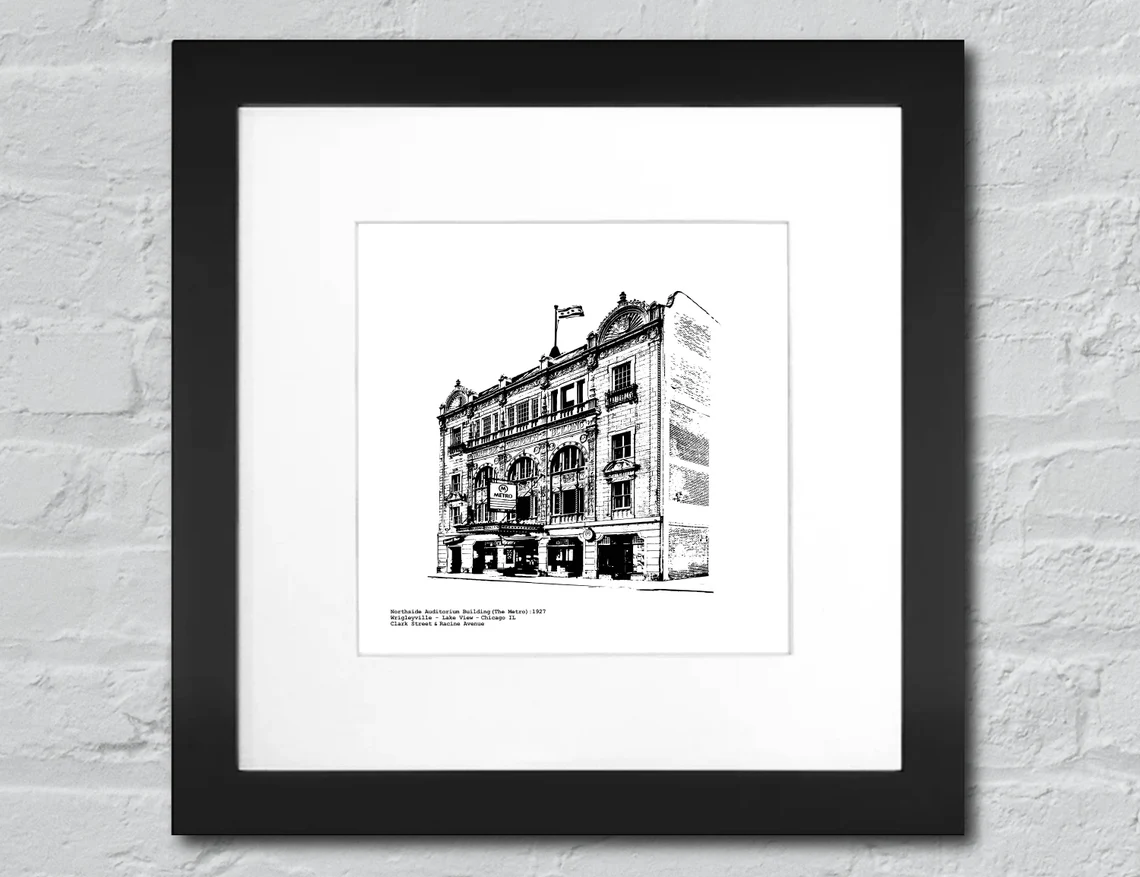 METRO
Northside Auditorium Building (The Metro):1927
Wrigleyville - Lake View - Chicago IL
Clark Street & Racine Avenue